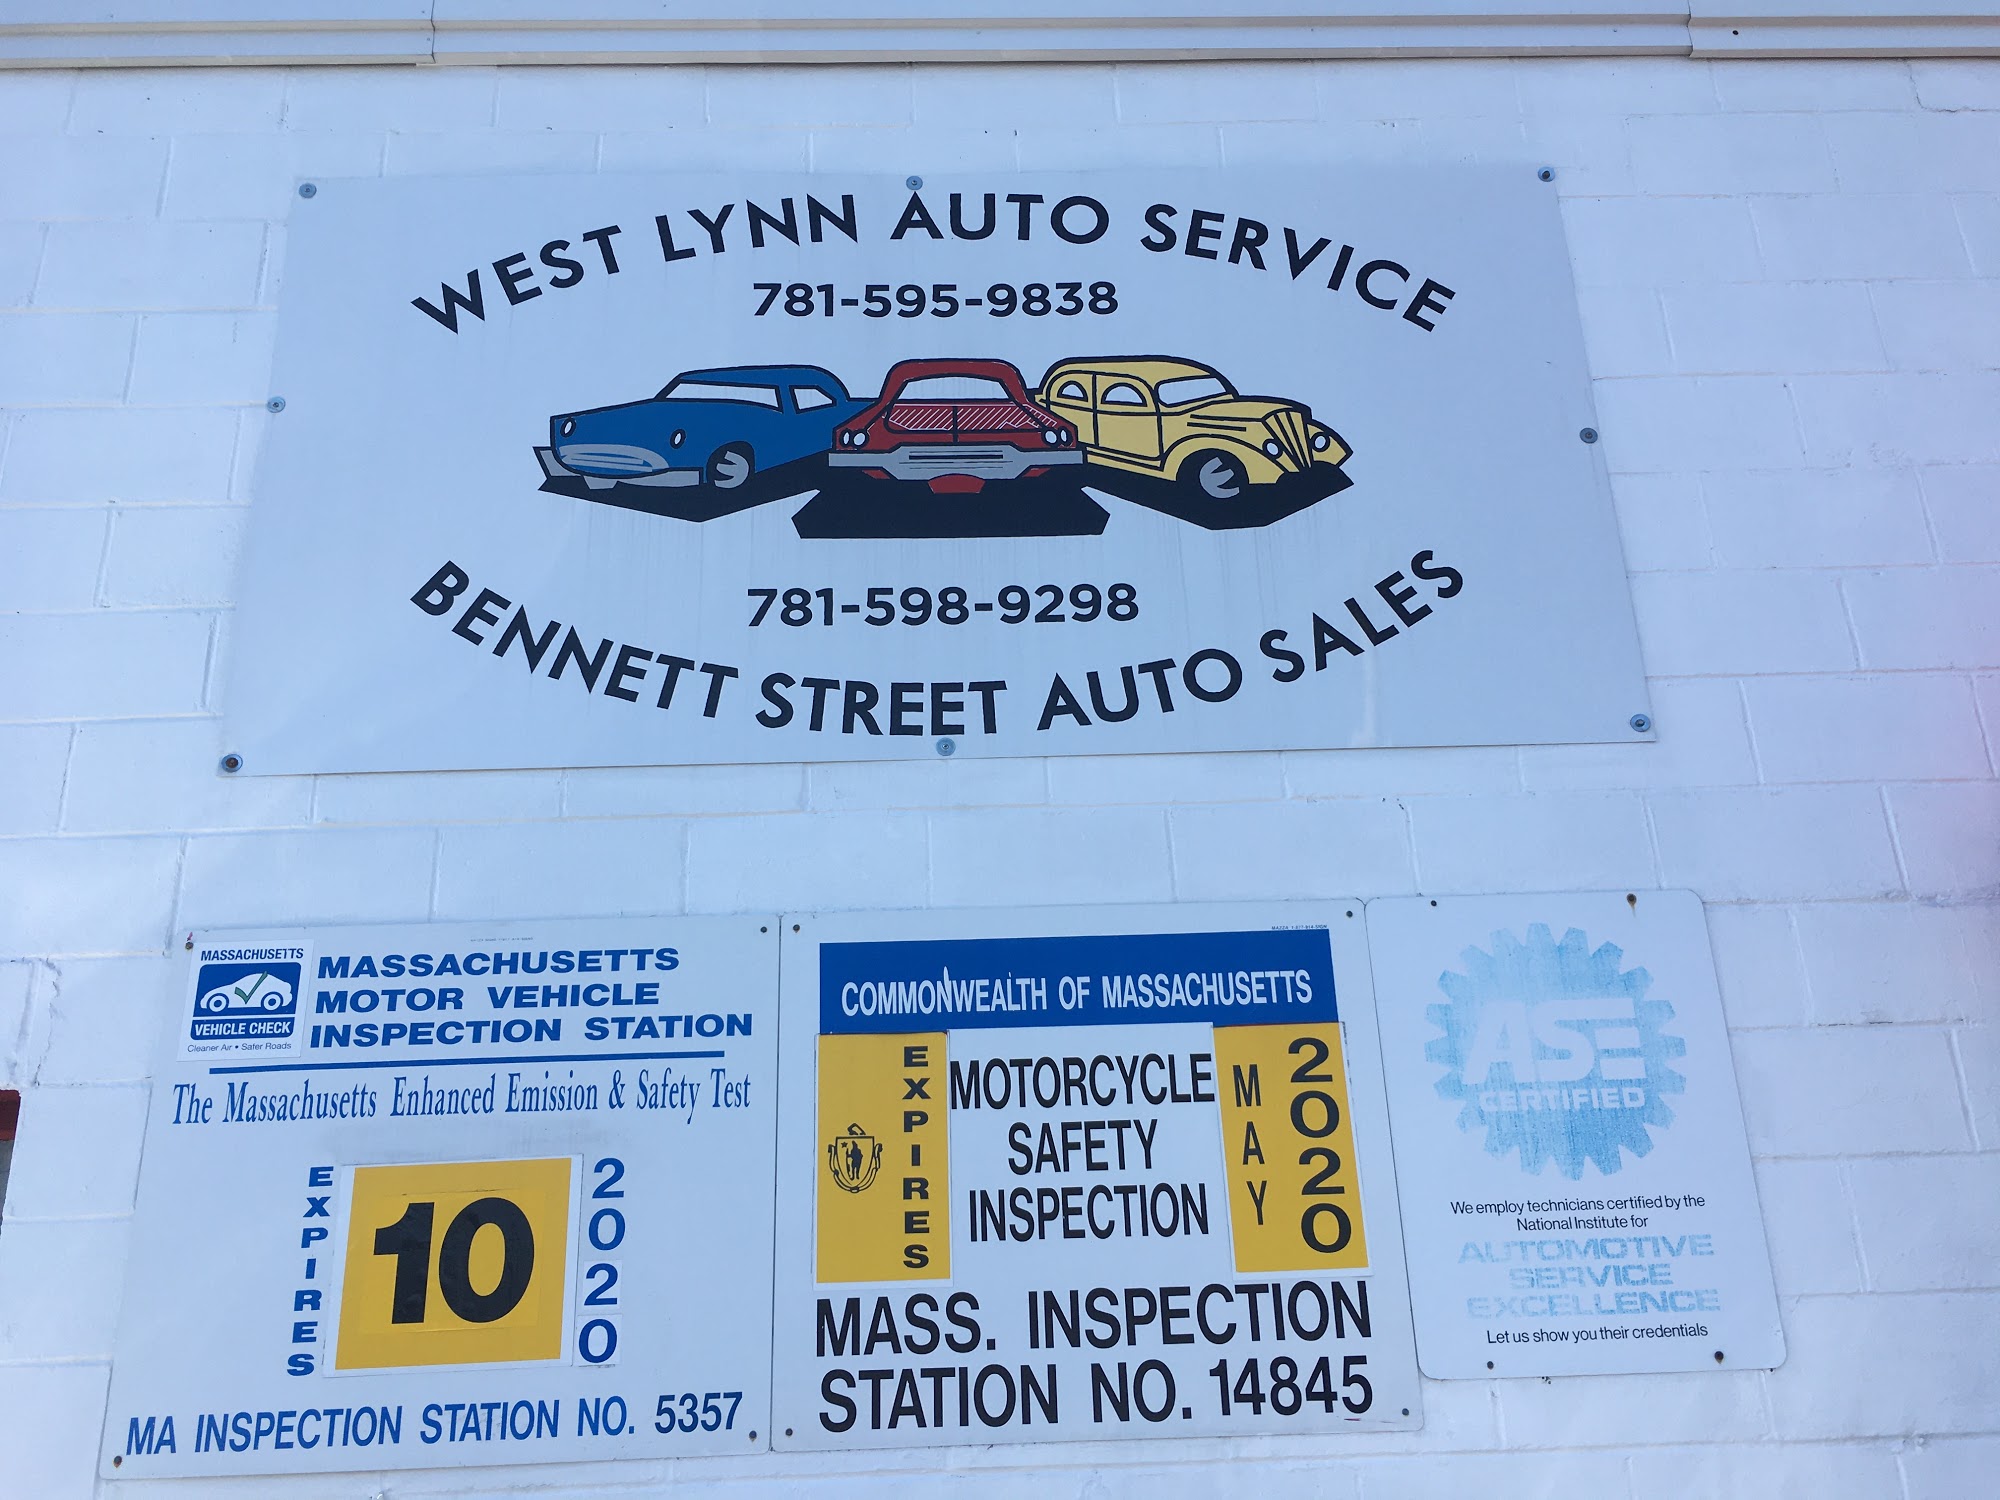 WEST LYNN AUTO SERVICE
781-595-9838
781-598-9298
BENNETT STREET AUTO SALES
MASSACHUSETTS
VEHICLE CHECK
Cleaner Air • Safer Roads
MASSACHUSETTS
MOTOR VEHICLE
INSPECTION STATION
The Massachusetts Enhanced Emission & Safety Test
EXPIRES
10
2020
MA INSPECTION STATION NO. 5357
COMMONWEALTH OF MASSACHUSETTS
EXPIRES
MOTORCYCLE
SAFETY
INSPECTION
MAY
2020
MASS. INSPECTION
STATION NO. 14845
ASE
CERTIFIED
We employ technicians certified by the
National Institute for
AUTOMOTIVE
SERVICE
EXCELLENCE
Let us show you their credentials